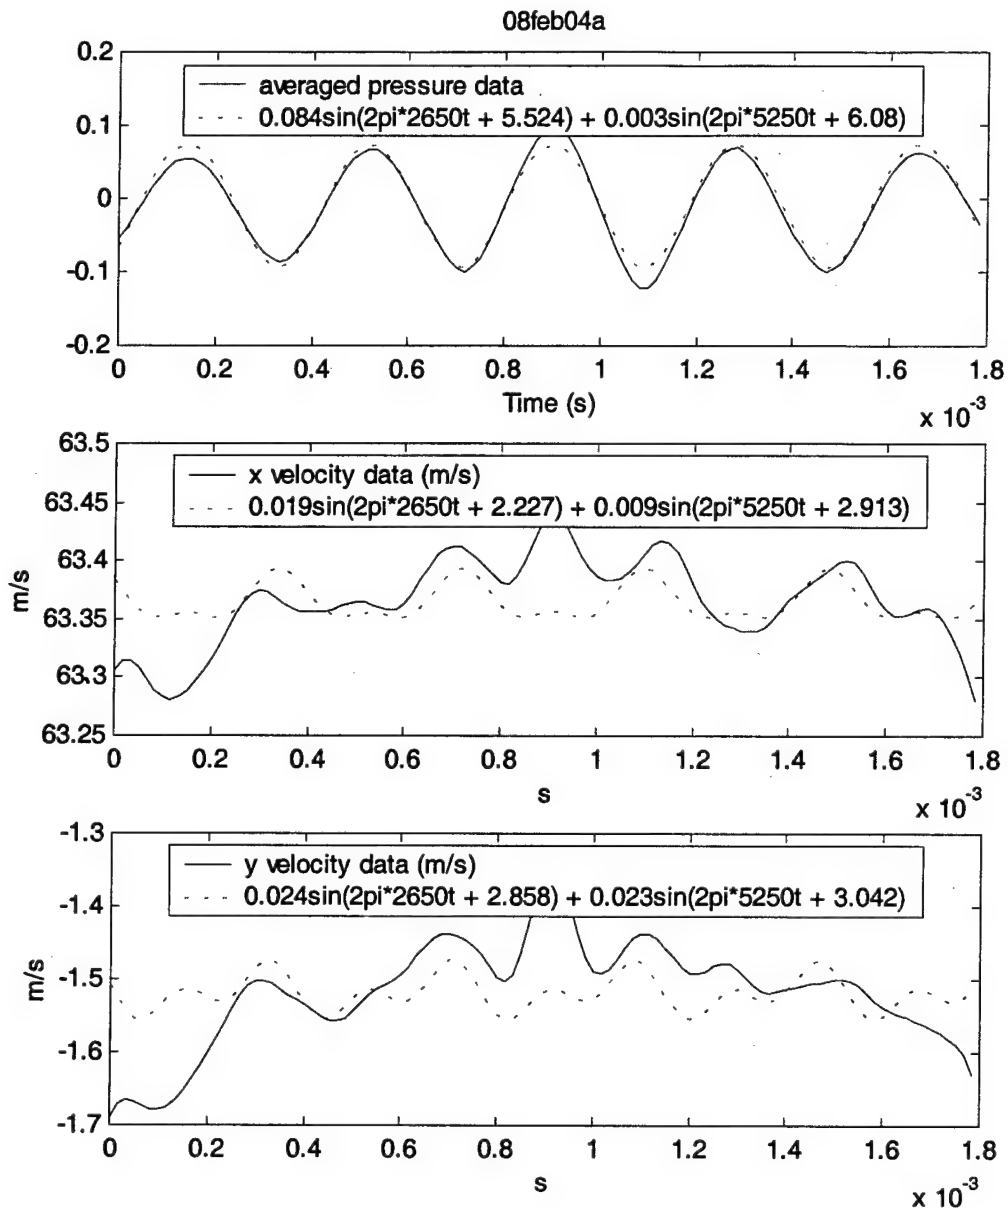 08feb04a
averaged pressure data
0.084sin(2pi*2650t + 5.524) + 0.003sin(2pi*5250t + 6.08)
0.2
0.1
0
-0.1
-0.2
0 0.2 0.4 0.6 0.8 1 1.2 1.4 1.6 1.8
Time (s)
x 10-3
x velocity data (m/s)
0.019sin(2pi*2650t + 2.227) + 0.009sin(2pi*5250t + 2.913)
63.5
63.45
63.4
63.35
63.3
63.25
m/s
0 0.2 0.4 0.6 0.8 1 1.2 1.4 1.6 1.8
s
x 10-3
y velocity data (m/s)
0.024sin(2pi*2650t + 2.858) + 0.023sin(2pi*5250t + 3.042)
-1.3
-1.4
-1.5
-1.6
-1.7
m/s
0 0.2 0.4 0.6 0.8 1 1.2 1.4 1.6 1.8
s
x 10-3